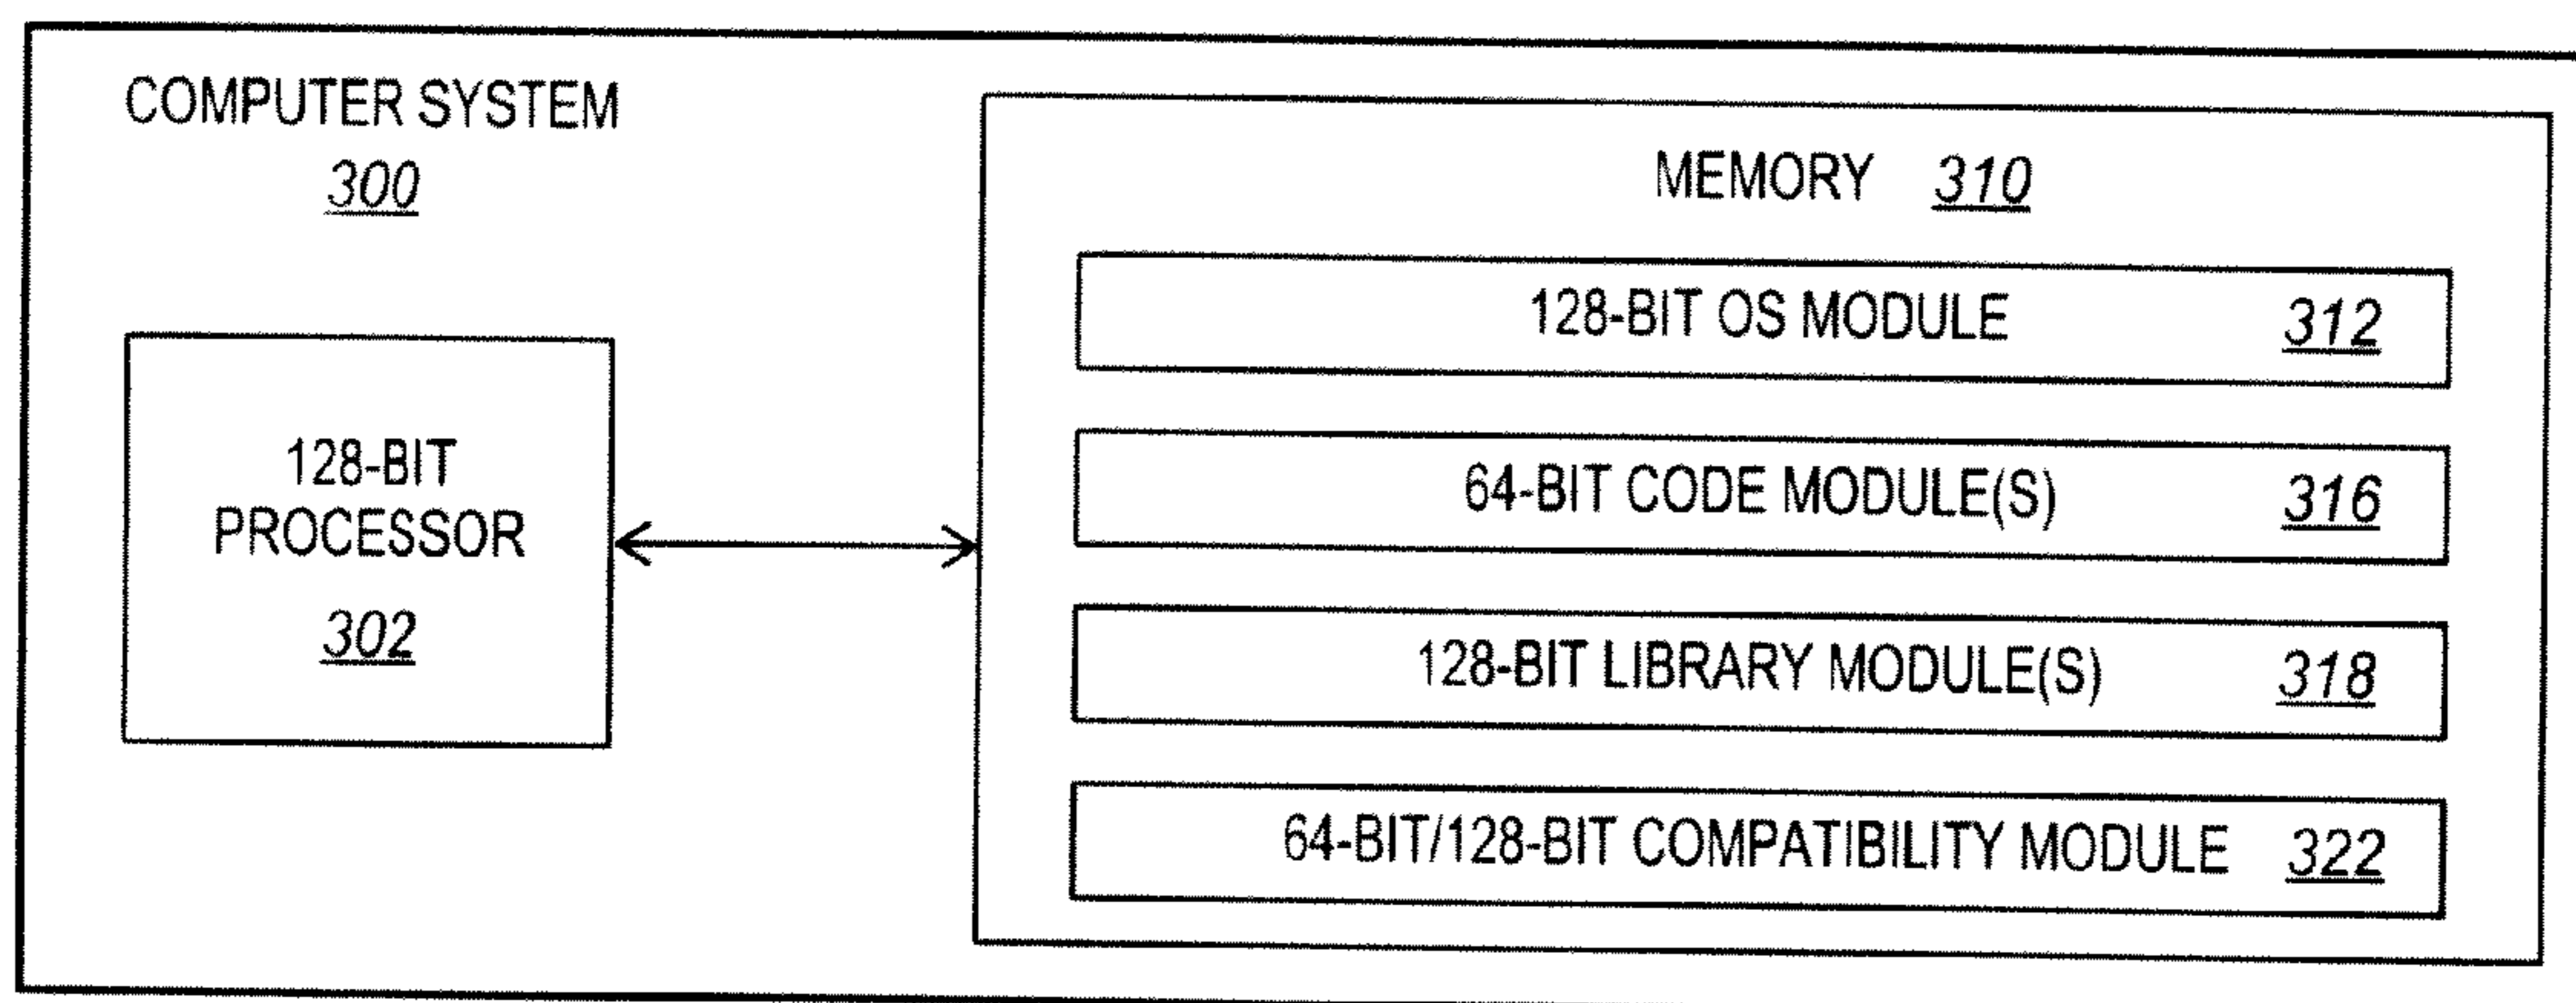 COMPUTER SYSTEM
300
128-BIT
PROCESSOR
302
MEMORY 310
128-BIT OS MODULE 312
64-BIT CODE MODULE(S) 316
128-BIT LIBRARY MODULE(S) 318
64-BIT/128-BIT COMPATIBILITY MODULE 322